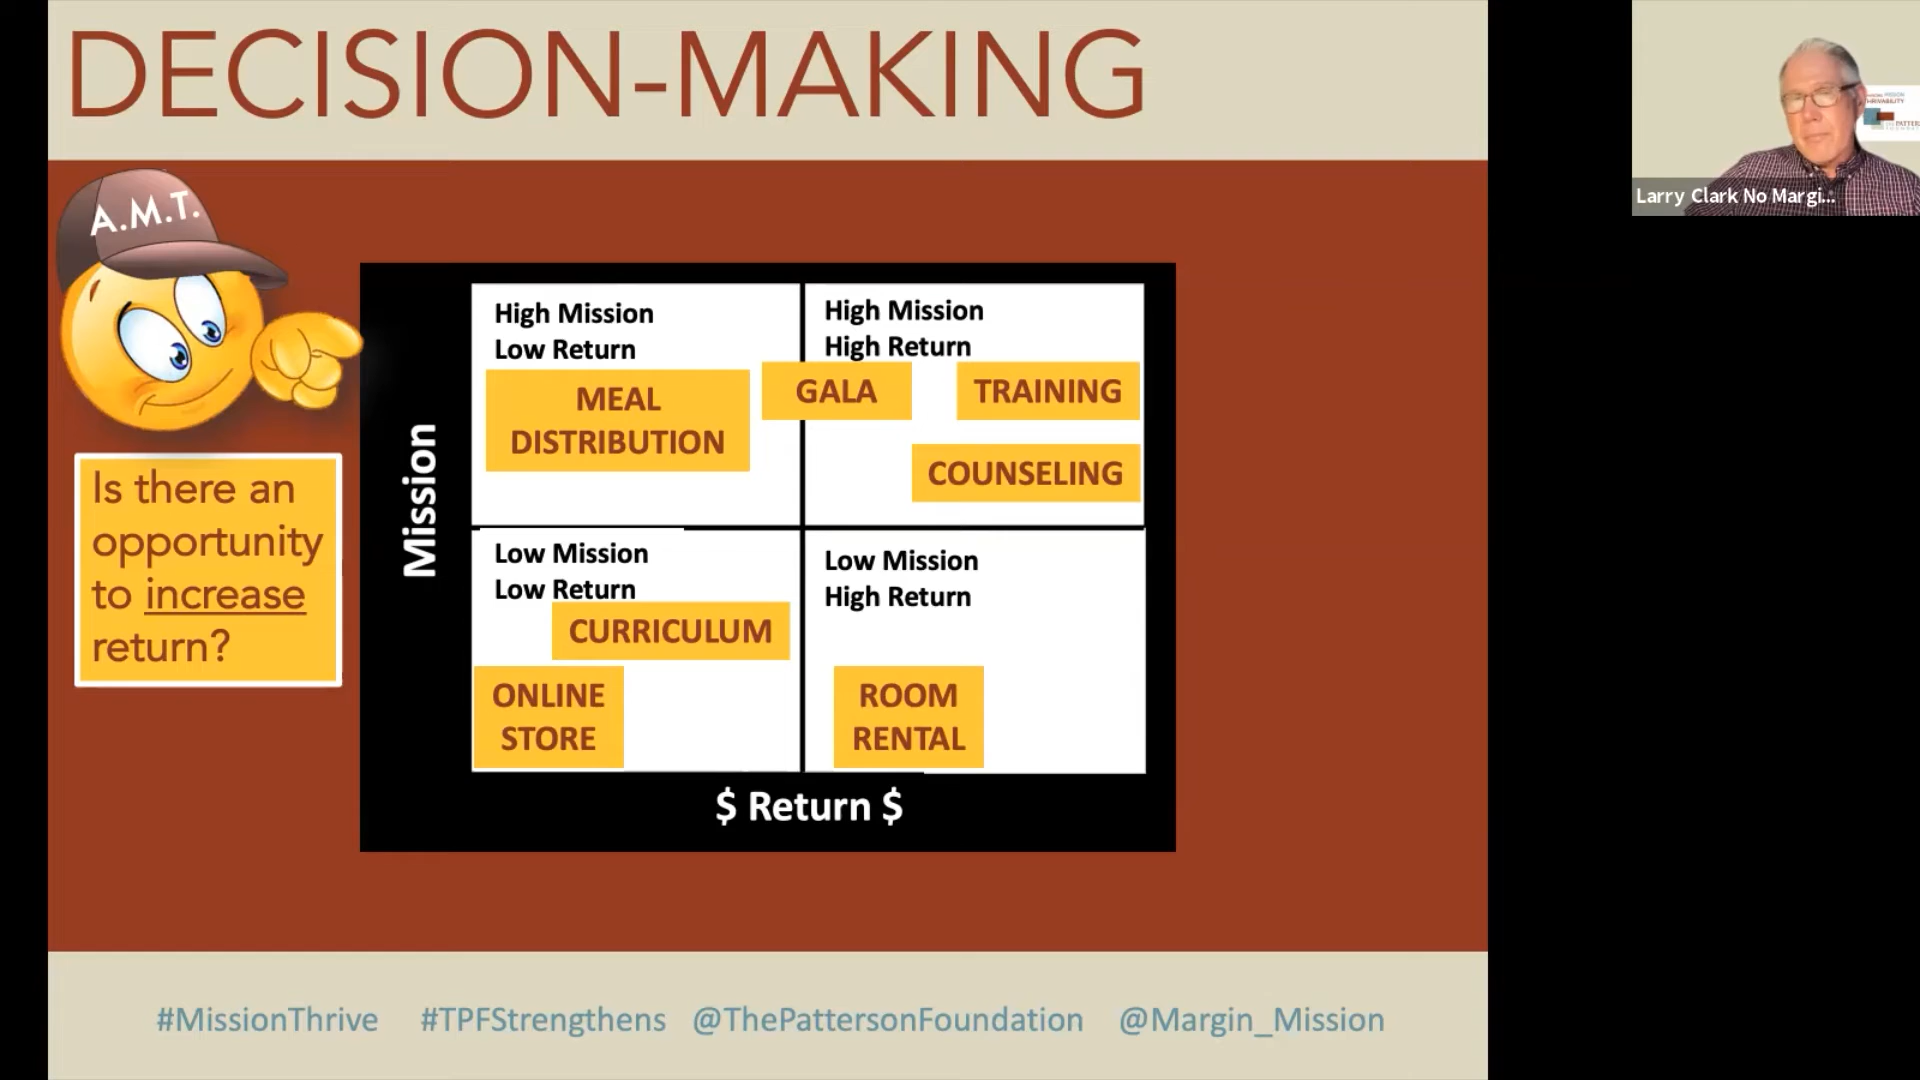 DECISION-MAKING
A.M.T.
Is there an
opportunity
to increase
return?
Mission
High Mission
Low Return
MEAL
DISTRIBUTION
High Mission
High Return
GALA
TRAINING
COUNSELING
Low Mission
Low Return
CURRICULUM
ONLINE
STORE
Low Mission
High Return
ROOM
RENTAL
$ Return $
#MissionThrive #TPFStrengthens @ThePattersonFoundation @Margin_Mission
Larry Clark No Margi...